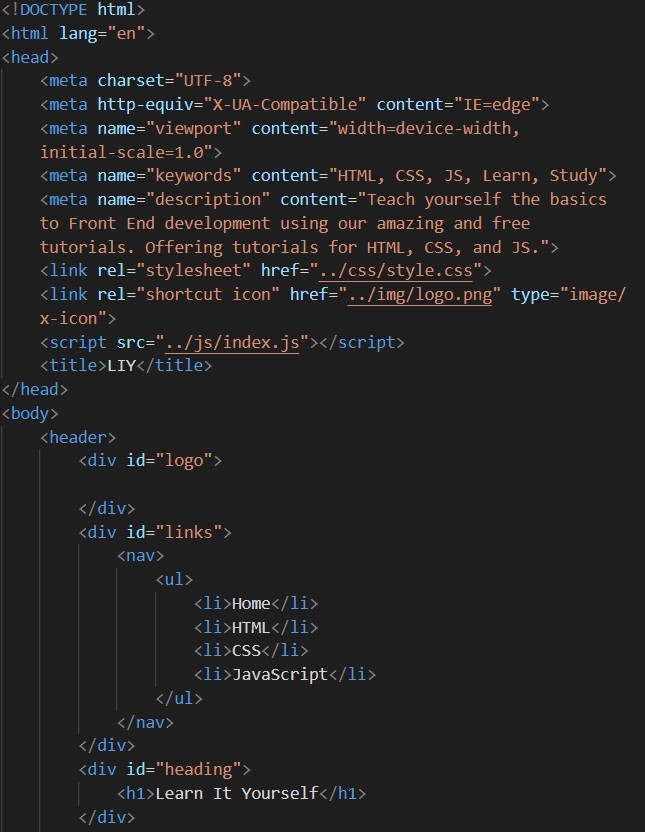 <!DOCTYPE html>
<html lang="en">
<head>
    <meta charset="UTF-8">
    <meta http-equiv="X-UA-Compatible" content="IE=edge">
    <meta name="viewport" content="width=device-width,
    initial-scale=1.0">
    <meta name="keywords" content="HTML, CSS, JS, Learn, Study">
    <meta name="description" content="Teach yourself the basics
    to Front End development using our amazing and free
    tutorials. Offering tutorials for HTML, CSS, and JS.">
    <link rel="stylesheet" href="../css/style.css">
    <link rel="shortcut icon" href="../img/logo.png" type="image/
    x-icon">
    <script src="../js/index.js"></script>
    <title>LIY</title>
</head>
<body>
    <header>
        <div id="logo">

        </div>
        <div id="links">
            <nav>
                <ul>
                    <li>Home</li>
                    <li>HTML</li>
                    <li>CSS</li>
                    <li>JavaScript</li>
                </ul>
            </nav>
        </div>
        <div id="heading">
            <h1>Learn It Yourself</h1>
        </div>